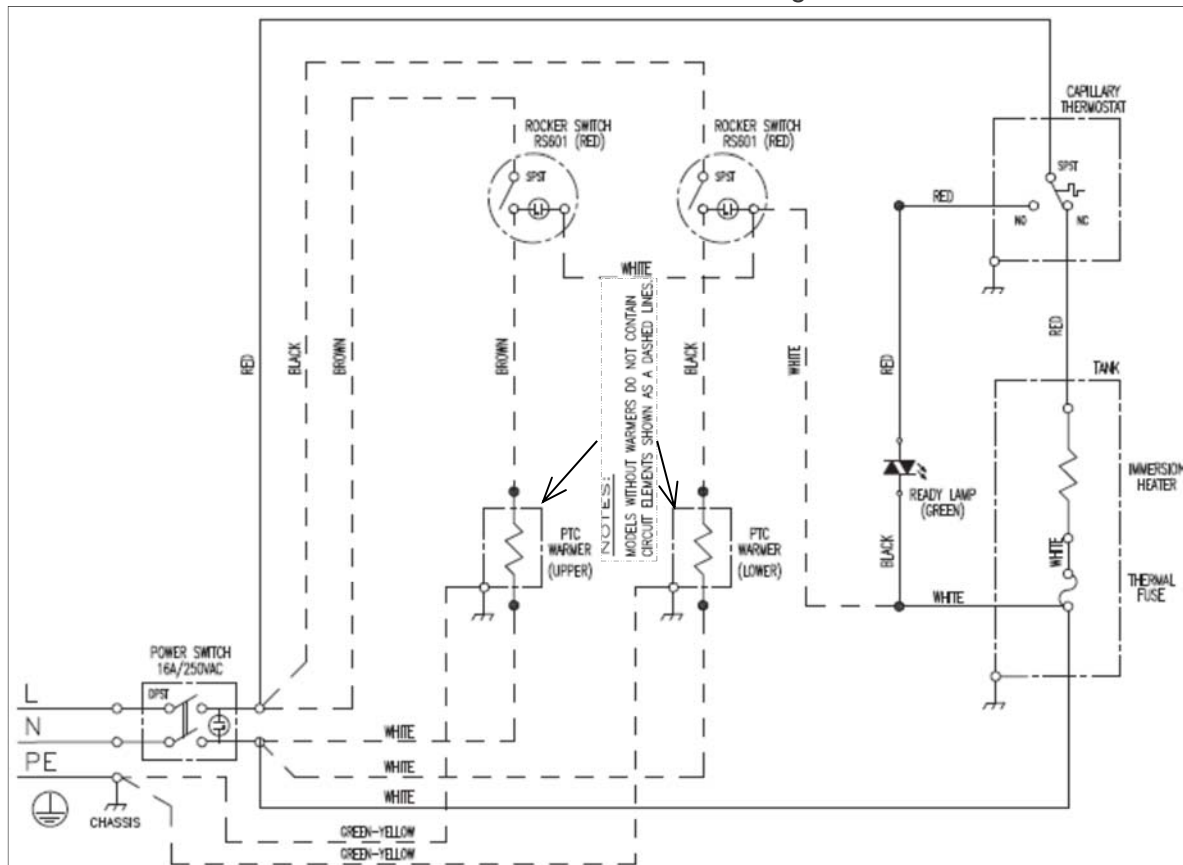 CAPILLARY
THERMOSTAT
ROCKER SWITCH
RS601 (RED)
ROCKER SWITCH
RS601 (RED)
SPST
SPST
SPST
RED
NO
NC
WHITE
RED
BLACK
BROWN
BROWN
NOTES:
MODELS WITHOUT WARMERS DO NOT CONTAIN
CIRCUIT ELEMENTS SHOWN AS A DASHED LINES.
BLACK
WHITE
RED
RED
TANK
IMMERSION
HEATER
READY LAMP
(GREEN)
PTC
WARMER
(UPPER)
PTC
WARMER
(LOWER)
BLACK
WHITE
THERMAL
FUSE
WHITE
POWER SWITCH
16A/250VAC
DPST
L
N
PE
WHITE
WHITE
WHITE
CHASSIS
GREEN-YELLOW
GREEN-YELLOW